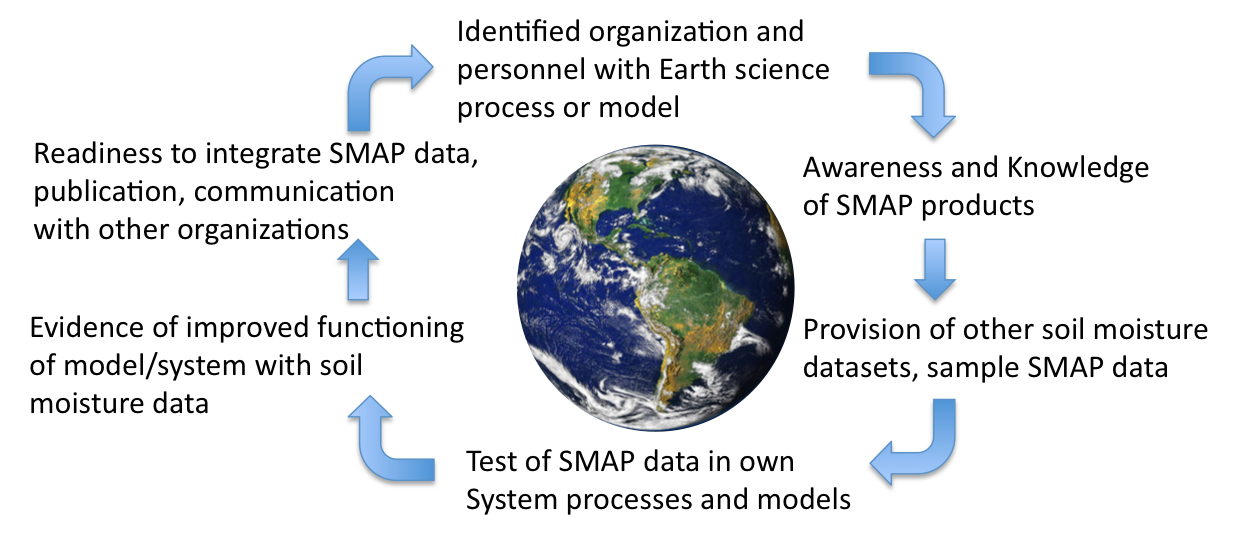 Identified organization and
personnel with Earth science
process or model
Awareness and Knowledge
of SMAP products
Provision of other soil moisture
datasets, sample SMAP data
Test of SMAP data in own
System processes and models
Evidence of improved functioning
of model/system with soil
moisture data
Readiness to integrate SMAP data,
publication, communication
with other organizations